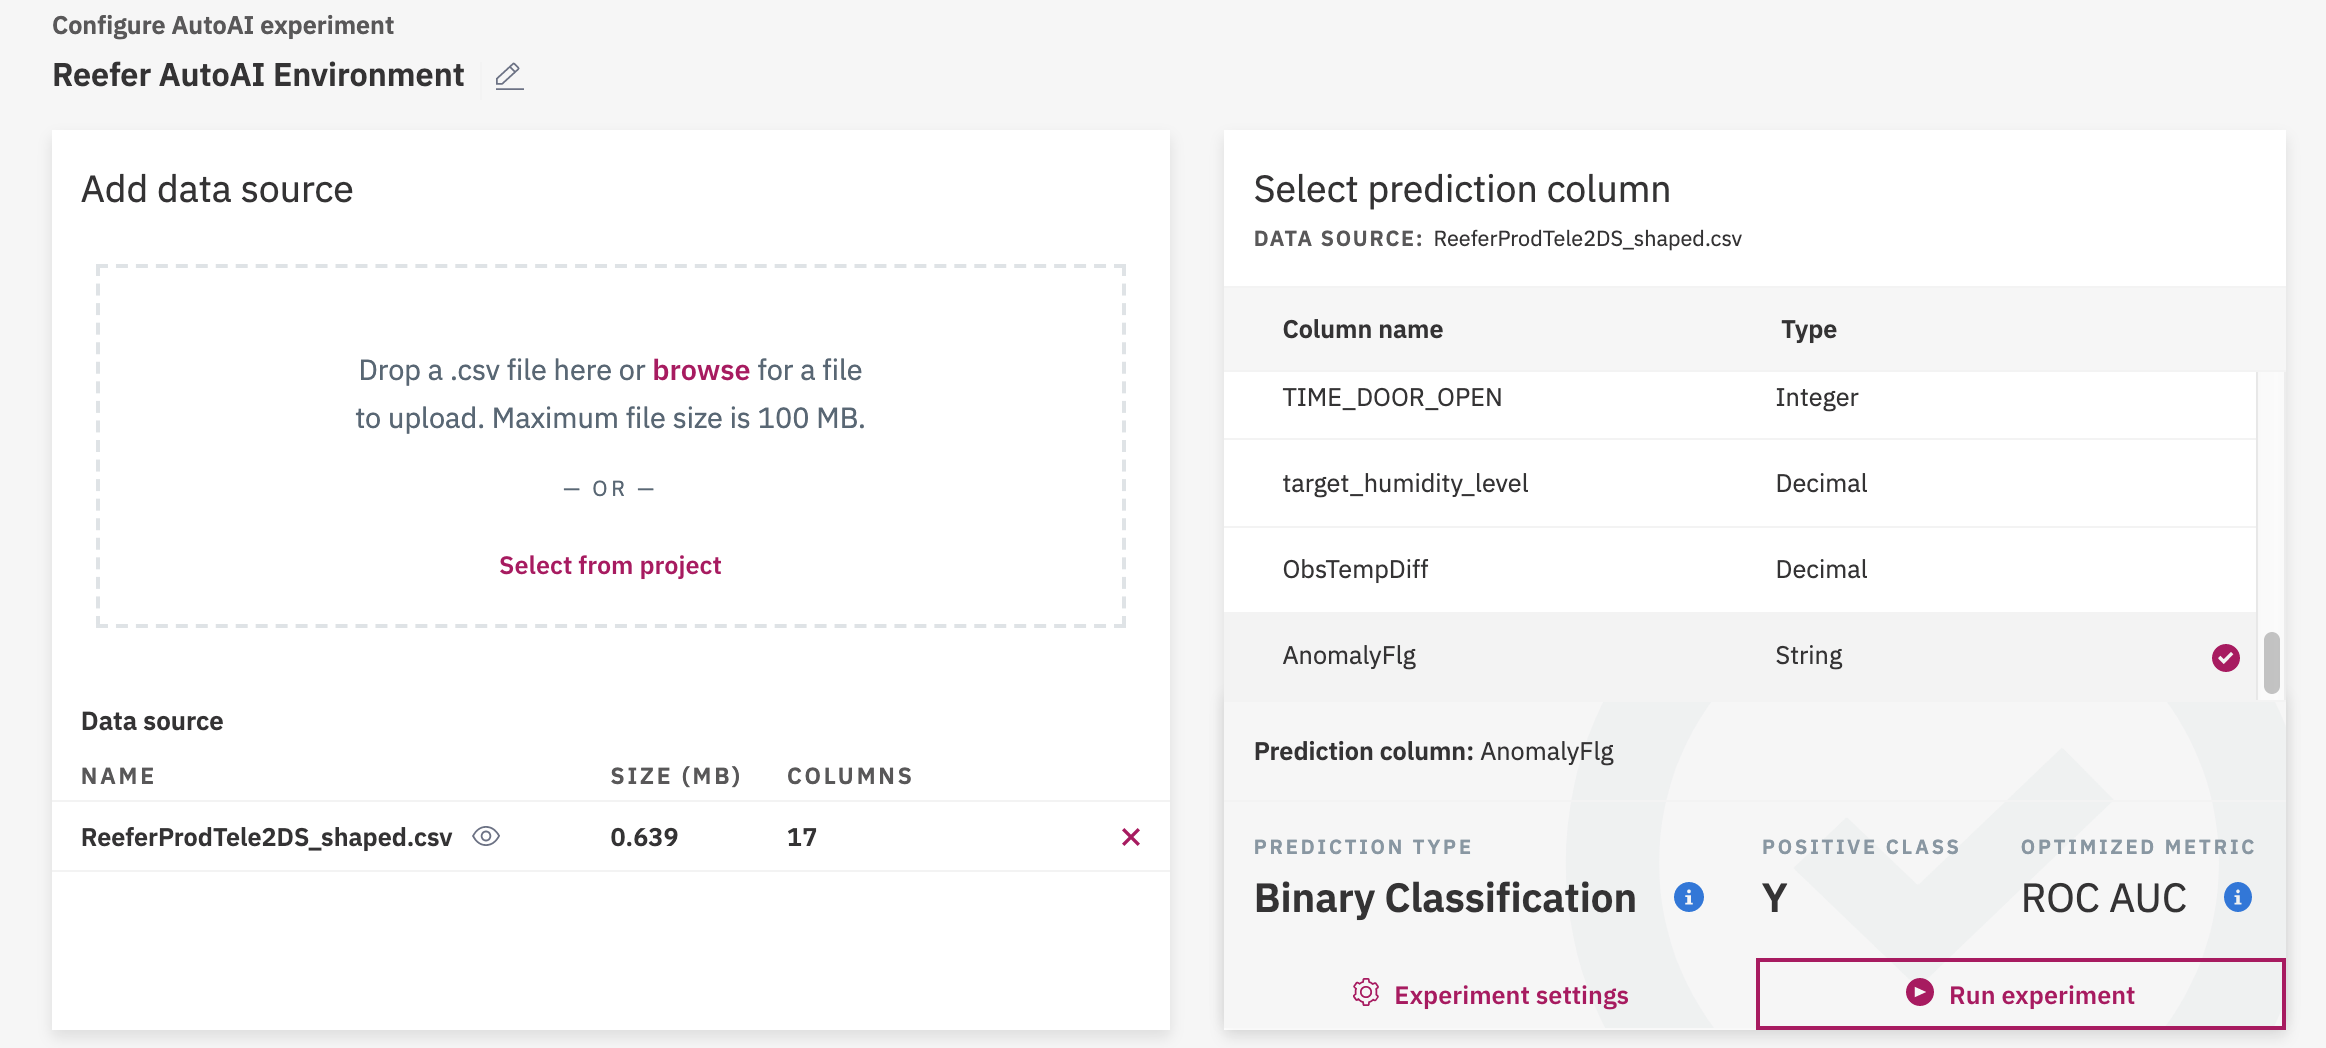 Configure AutoAI experiment
Reefer AutoAI Environment
Add data source
Drop a .csv file here or browse for a file
to upload. Maximum file size is 100 MB.
— OR —
Select from project
Data source
NAME SIZE (MB) COLUMNS
ReeferProdTele2DS_shaped.csv 0.639 17
Select prediction column
DATA SOURCE: ReeferProdTele2DS_shaped.csv
Column name Type
TIME_DOOR_OPEN Integer
target_humidity_level Decimal
ObsTempDiff Decimal
AnomalyFlg String
Prediction column: AnomalyFlg
PREDICTION TYPE POSITIVE CLASS OPTIMIZED METRIC
Binary Classification Y ROC AUC
Experiment settings Run experiment